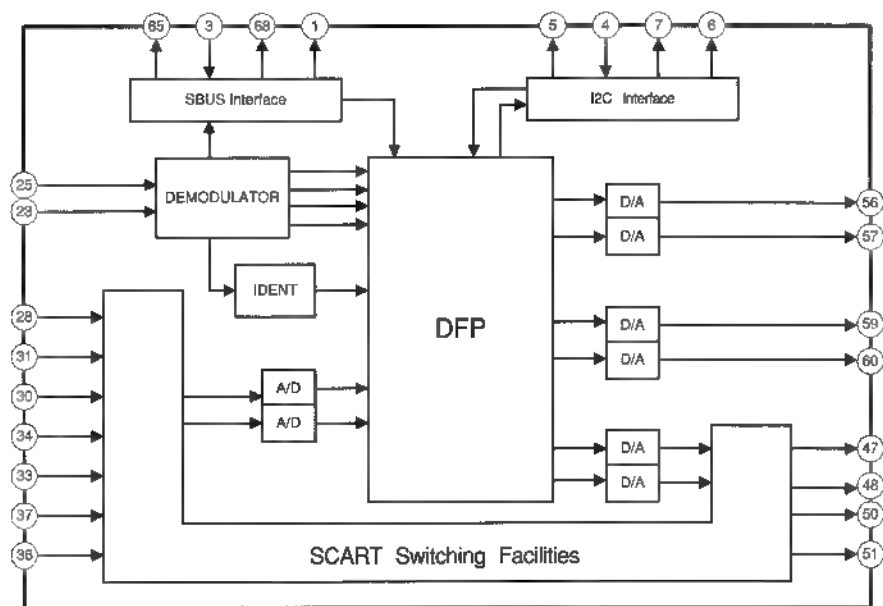 65 3 68 1 5 4 7 6
SBUS Interface
I2C Interface
25
DEMODULATOR
23
D/A
56
D/A
57
IDENT
28
DFP
D/A
59
31
D/A
60
30
A/D
34
A/D
D/A
47
33
D/A
48
37
50
36
SCART Switching Facilities
51